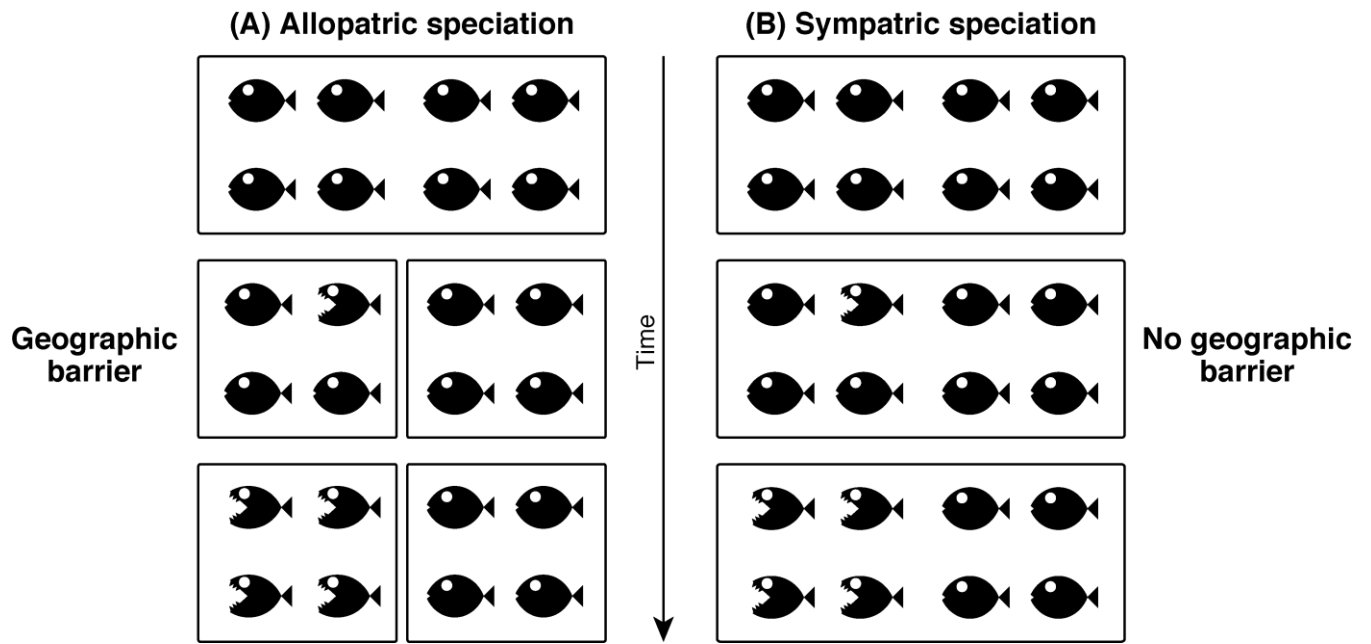 (A) Allopatric speciation
(B) Sympatric speciation
Geographic
barrier
Time
No geographic
barrier